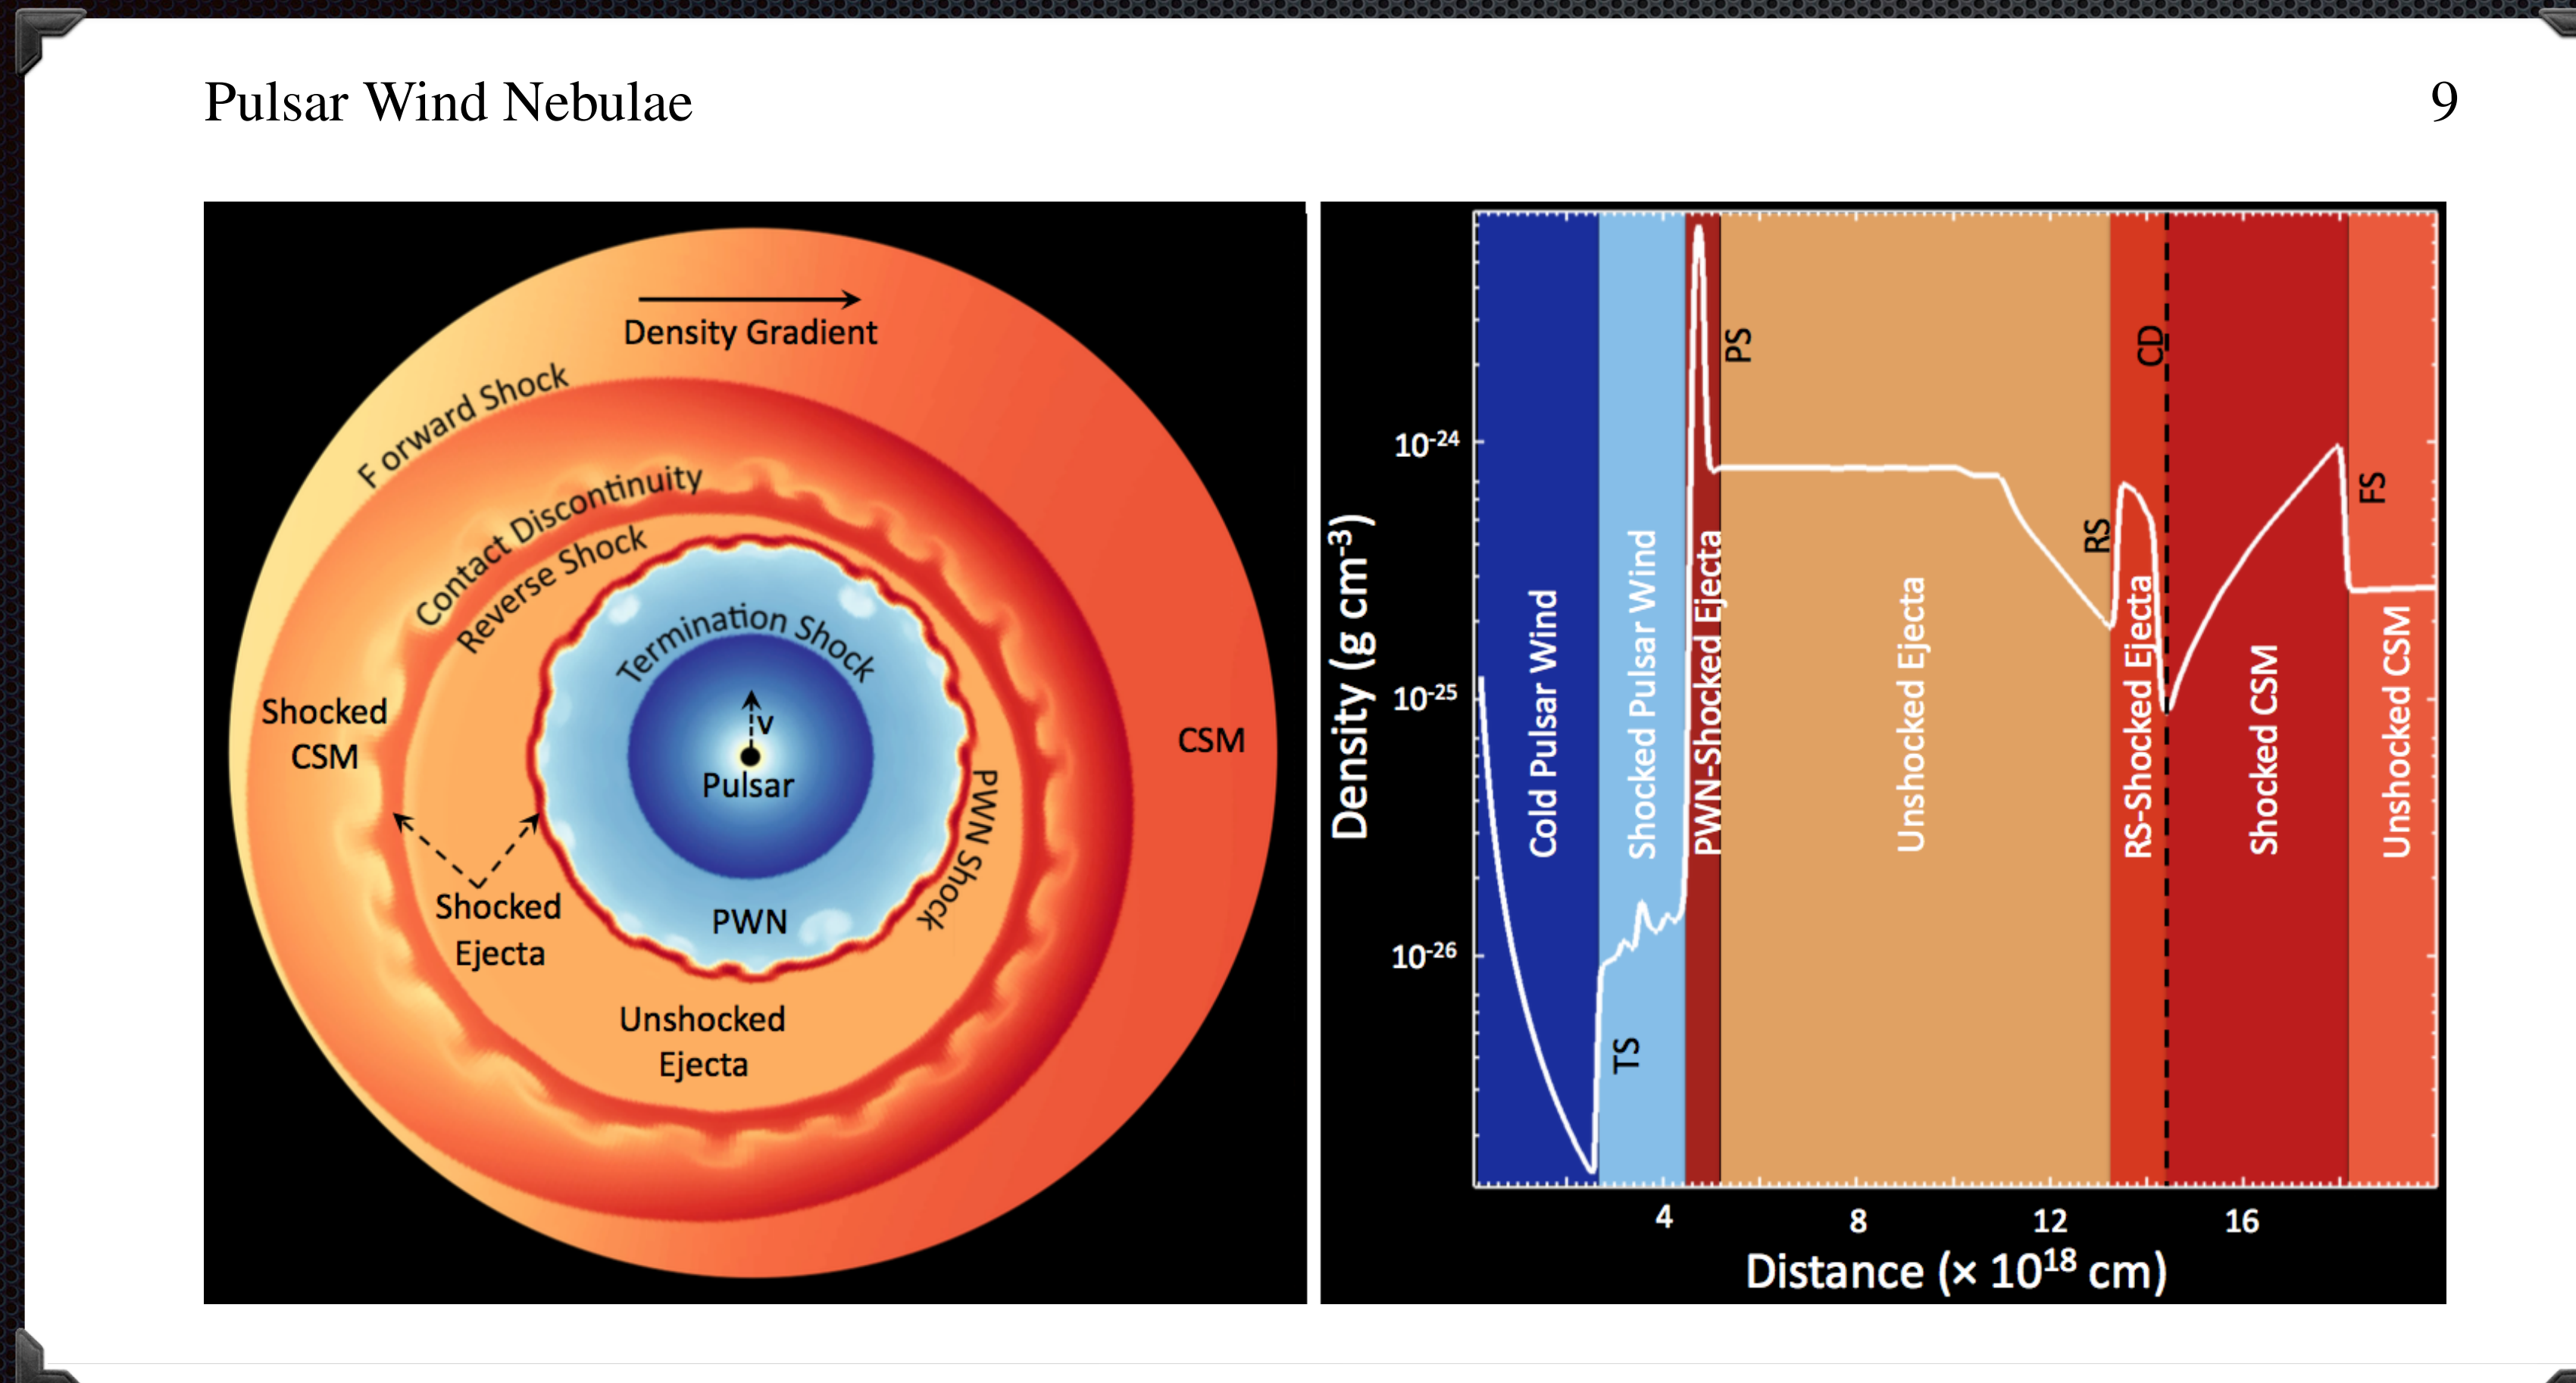 Pulsar Wind Nebulae
9
Density Gradient
F orward Shock
Contact Discontinuity
Reverse Shock
Termination Shock
v
Pulsar
Shocked
CSM
CSM
PWN Shock
Shocked
Ejecta
PWN
Unshocked
Ejecta
Density (g cm⁻³)
10⁻²⁴
10⁻²⁵
10⁻²⁶
Cold Pulsar Wind
TS
Shocked Pulsar Wind
PWN-Shocked Ejecta
PS
Unshocked Ejecta
RS
RS-Shocked Ejecta
CD
Shocked CSM
FS
Unshocked CSM
4 8 12 16
Distance (× 10¹⁸ cm)